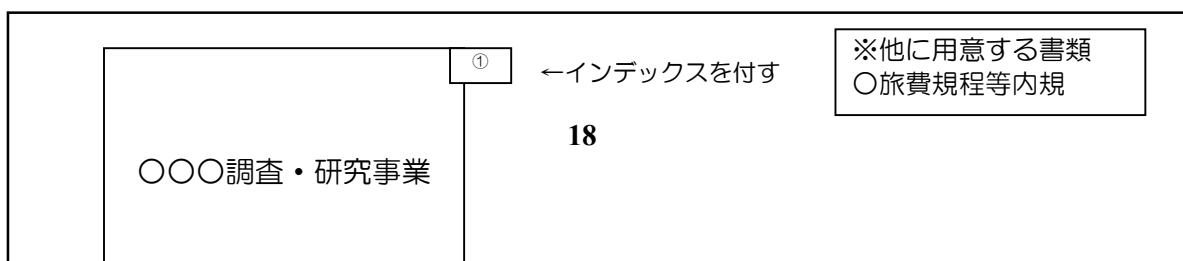 ※他に用意する書類
〇旅費規程等内規
①
←インデックスを付す
18
〇〇〇調査・研究事業